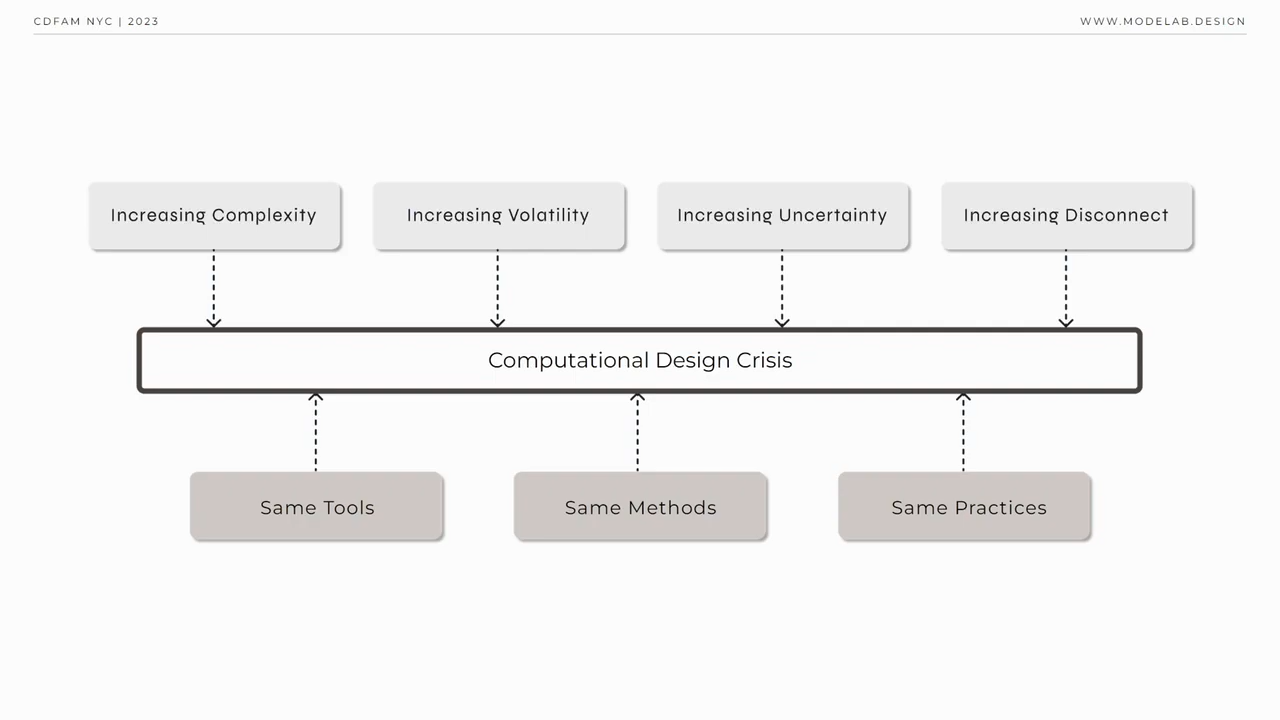 CDFAM NYC | 2023
WWW.MODELAB.DESIGN
Increasing Complexity
Increasing Volatility
Increasing Uncertainty
Increasing Disconnect
Computational Design Crisis
Same Tools
Same Methods
Same Practices